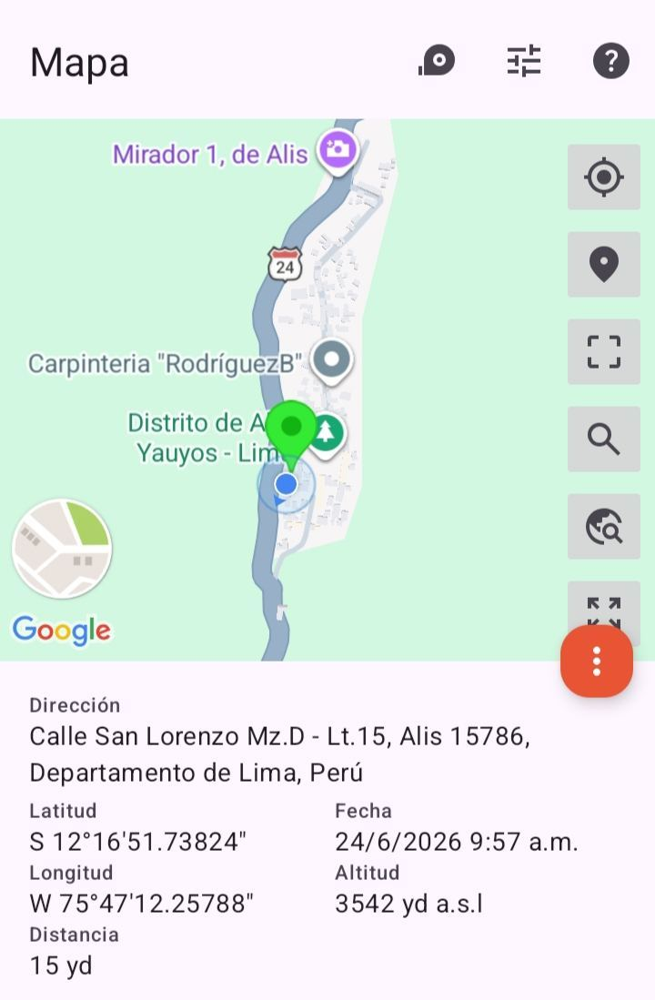 Mapa
Mirador 1, de Alis
24
Carpinteria "RodríguezB"
Distrito de A
Yauyos - Lim
Google
Dirección
Calle San Lorenzo Mz.D - Lt.15, Alis 15786,
Departamento de Lima, Perú
Latitud
S 12°16'51.73824"
Fecha
24/6/2026 9:57 a.m.
Longitud
W 75°47'12.25788"
Altitud
3542 yd a.s.l
Distancia
15 yd